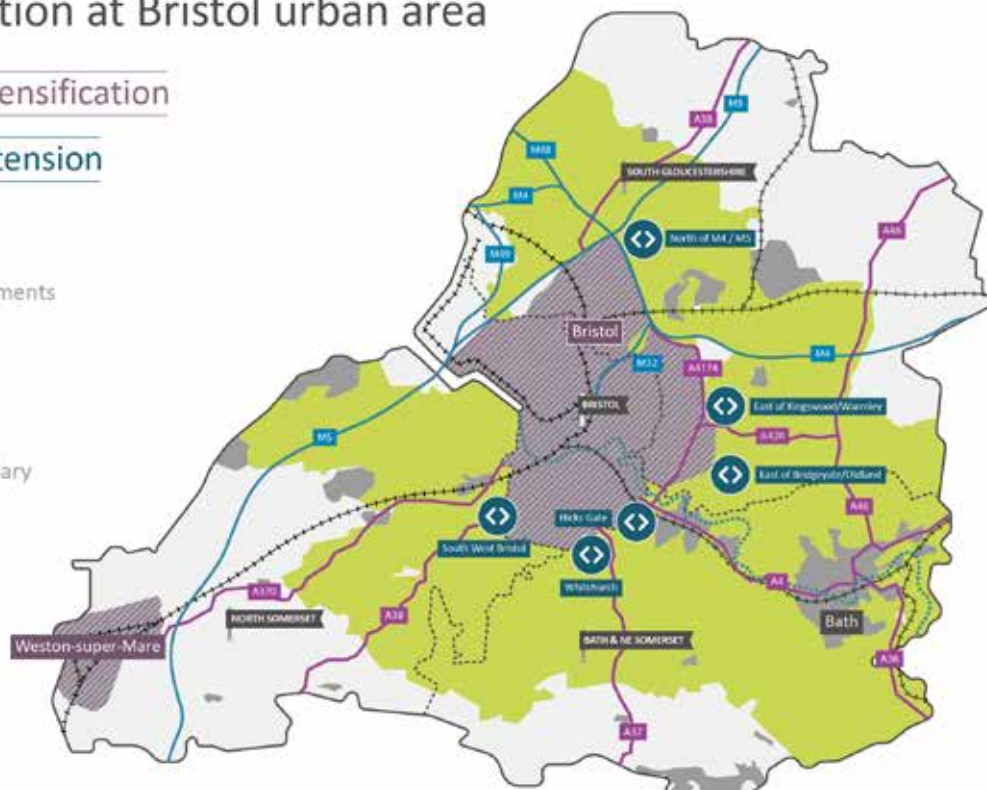 tion at Bristol urban area
ensification
tension
ments
ary
A38
M5
M48
SOUTH GLOUCESTERSHIRE
M4
A46
North of M4 / M5
M49
Bristol
M32
M4
A4174
BRISTOL
East of Kingswood/Warmley
M5
A420
East of Bridgeyate/Oldland
A46
Hicks Gate
South West Bristol
Whitchurch
A4
A370
NORTH SOMERSET
A38
Bath
BATH & NE SOMERSET
Weston-super-Mare
A36
A37